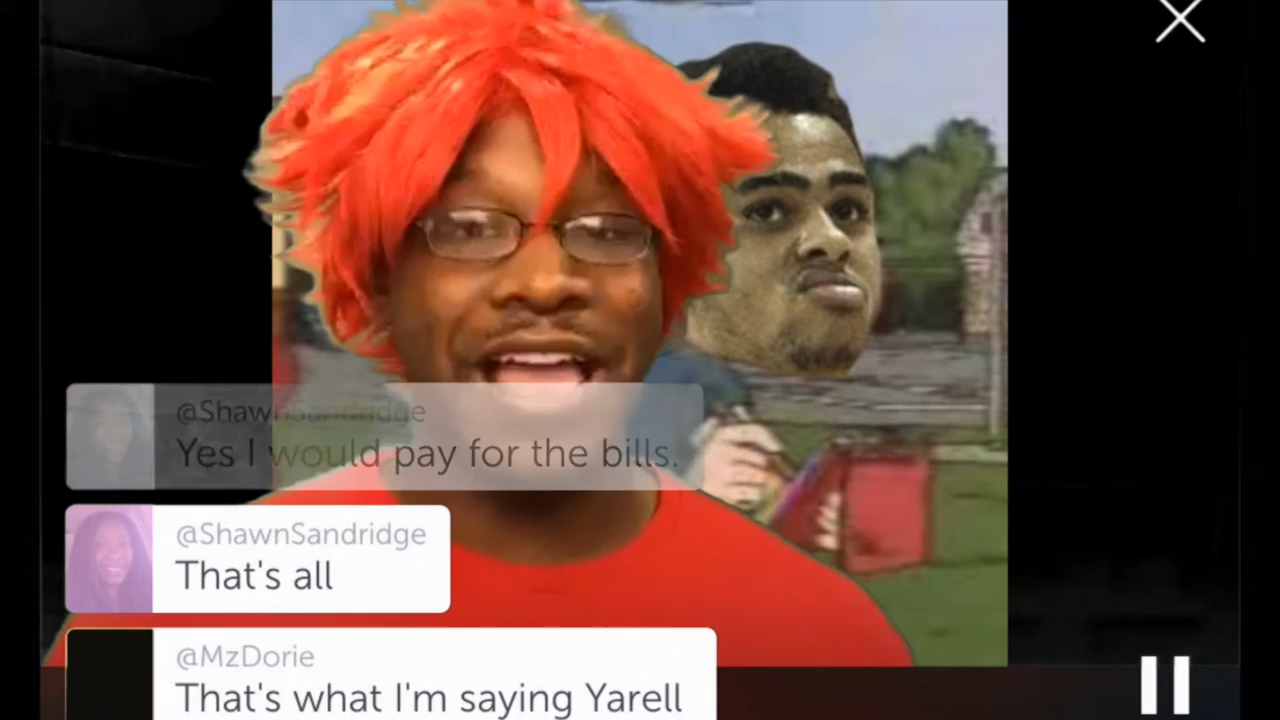 @ShawnSandridge
Yes I would pay for the bills.
@ShawnSandridge
That's all
@MzDorie
That's what I'm saying Yarell